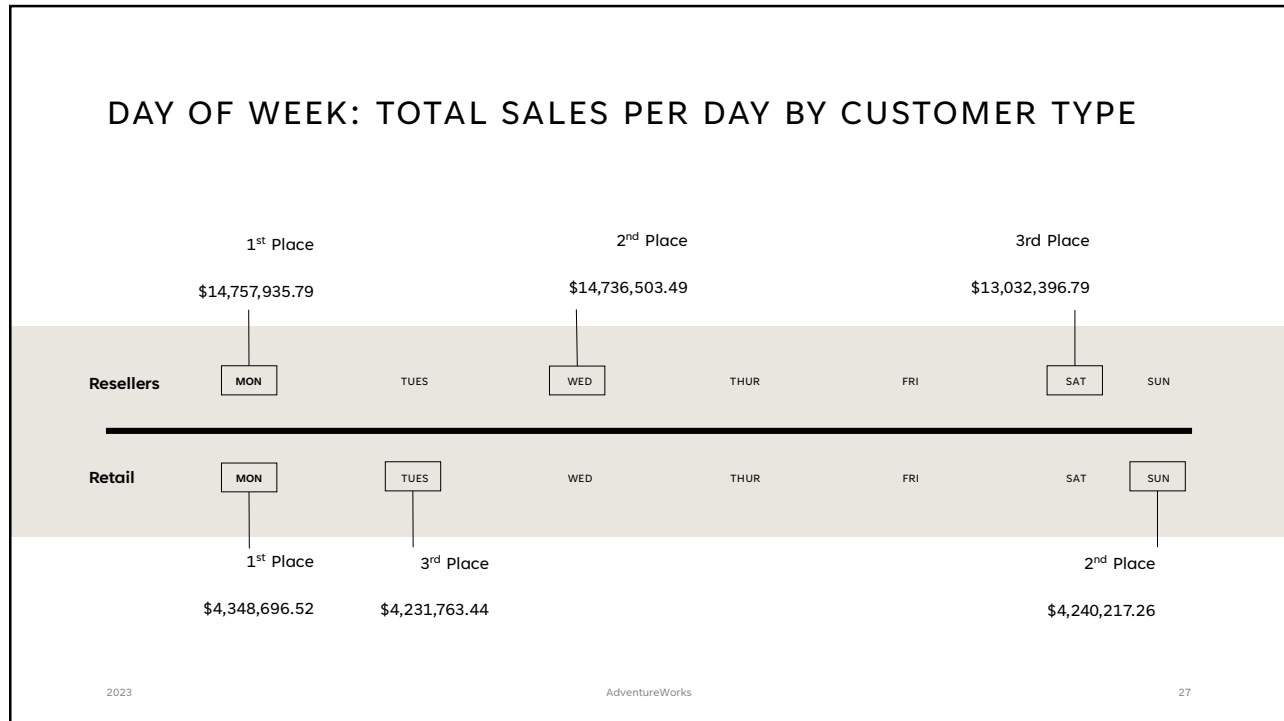 DAY OF WEEK: TOTAL SALES PER DAY BY CUSTOMER TYPE
1st Place
2nd Place
3rd Place
$14,757,935.79
$14,736,503.49
$13,032,396.79
Resellers MON TUES WED THUR FRI SAT SUN
Retail MON TUES WED THUR FRI SAT SUN
1st Place
3rd Place
2nd Place
$4,348,696.52
$4,231,763.44
$4,240,217.26
2023 AdventureWorks 27